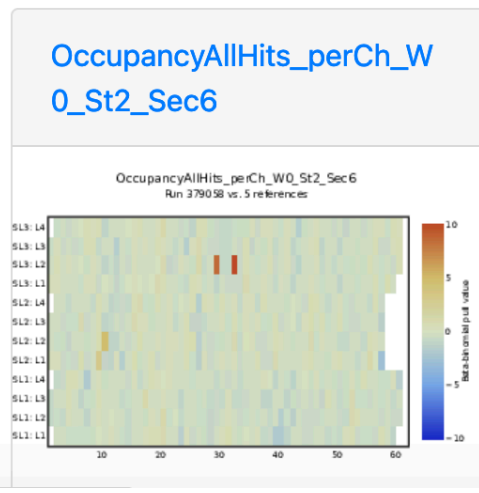 OccupancyAllHits_perCh_W
0_St2_Sec6
OccupancyAllHits_perCh_W0_St2_Sec6
Run 379058 vs. 5 references
SL3: L4
SL3: L3
SL3: L2
SL3: L1
SL2: L4
SL2: L3
SL2: L2
SL2: L1
SL1: L4
SL1: L3
SL1: L2
SL1: L1
10 20 30 40 50 60
10
5
0
−5
−10
Beta-binomial pull value